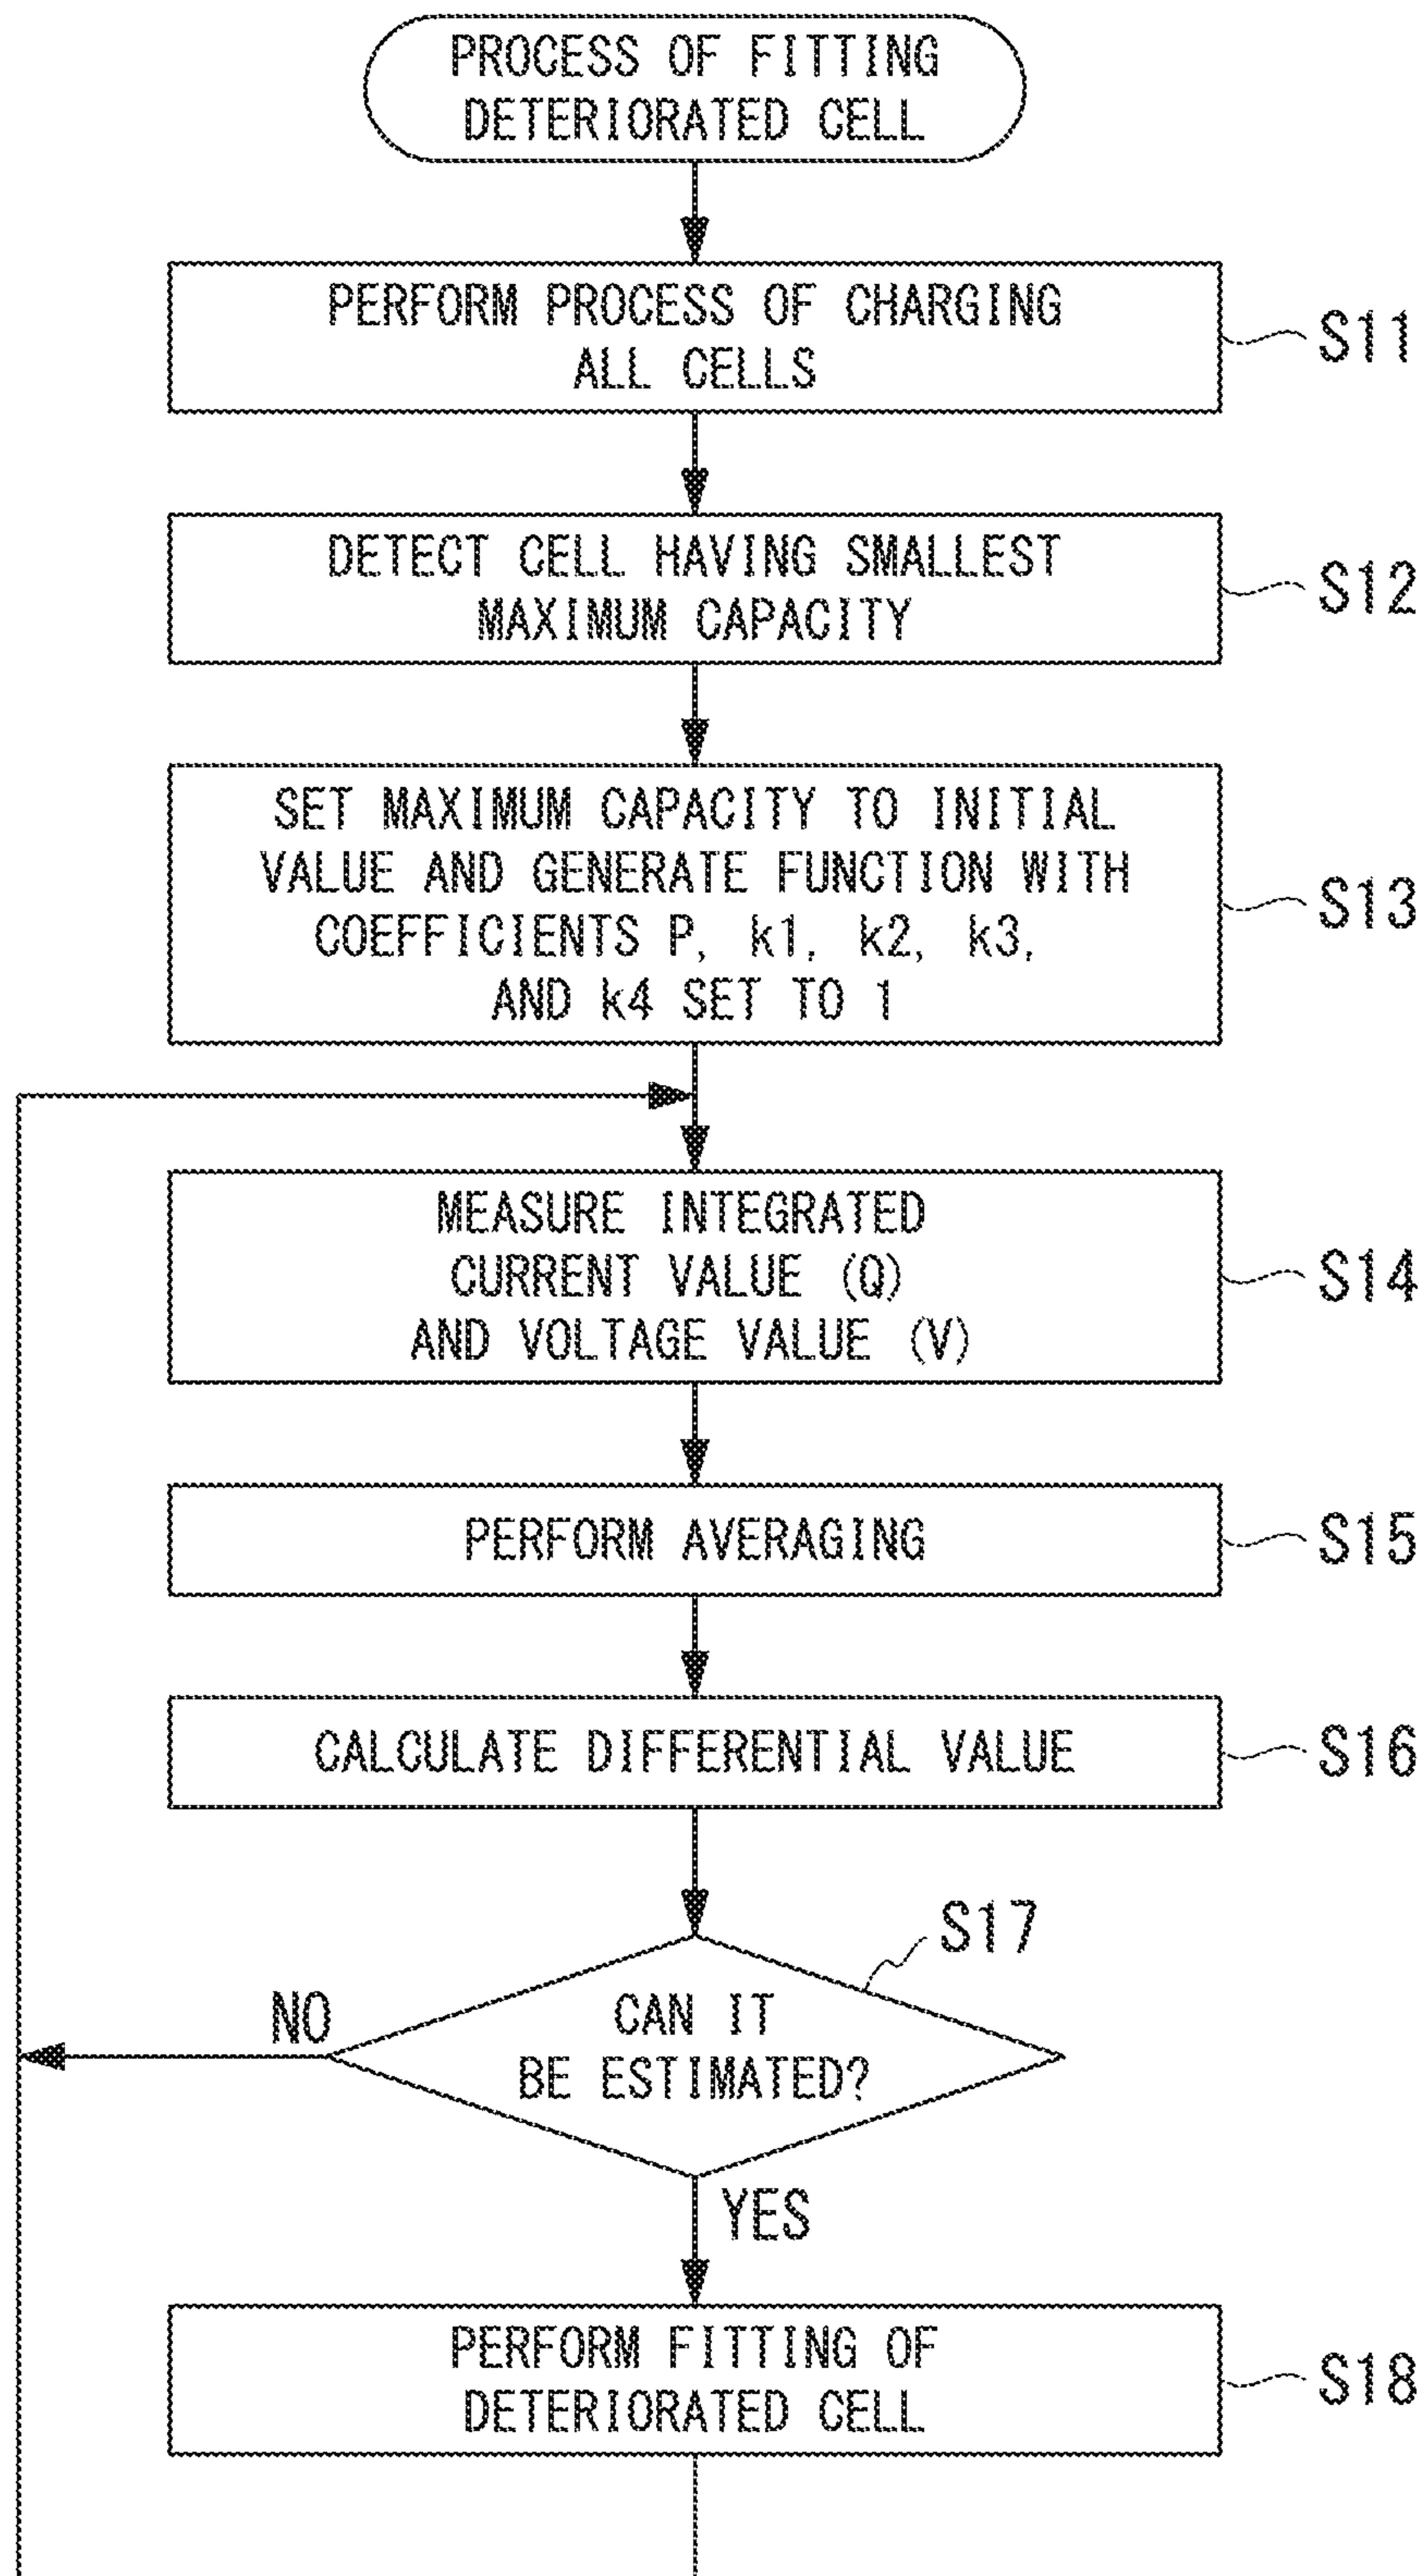 PROCESS OF FITTING
DETERIORATED CELL
PERFORM PROCESS OF CHARGING
ALL CELLS
S11
DETECT CELL HAVING SMALLEST
MAXIMUM CAPACITY
S12
SET MAXIMUM CAPACITY TO INITIAL
VALUE AND GENERATE FUNCTION WITH
COEFFICIENTS P, k1, k2, k3,
AND k4 SET TO 1
S13
MEASURE INTEGRATED
CURRENT VALUE (Q)
AND VOLTAGE VALUE (V)
S14
PERFORM AVERAGING
S15
CALCULATE DIFFERENTIAL VALUE
S16
S17
CAN IT
BE ESTIMATED?
NO
YES
PERFORM FITTING OF
DETERIORATED CELL
S18